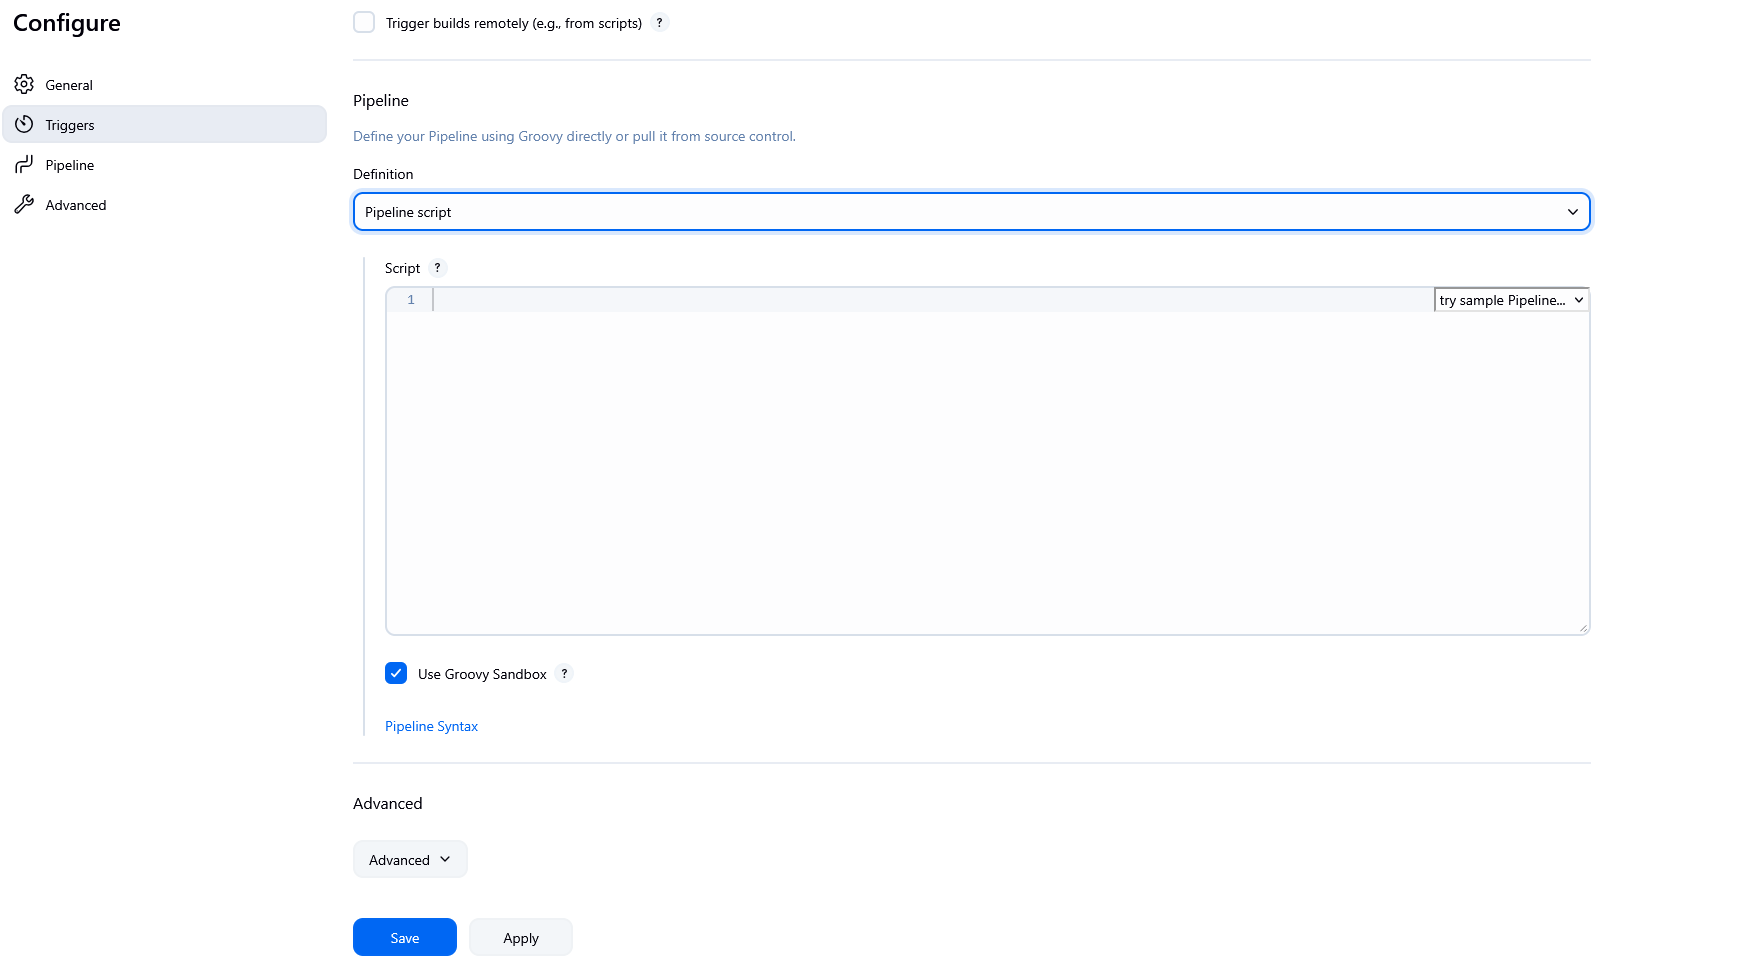 Configure
General
Triggers
Pipeline
Advanced
Trigger builds remotely (e.g., from scripts) ?
Pipeline
Define your Pipeline using Groovy directly or pull it from source control.
Definition
Pipeline script
Script ?
1
try sample Pipeline...
Use Groovy Sandbox ?
Pipeline Syntax
Advanced
Advanced
Save Apply